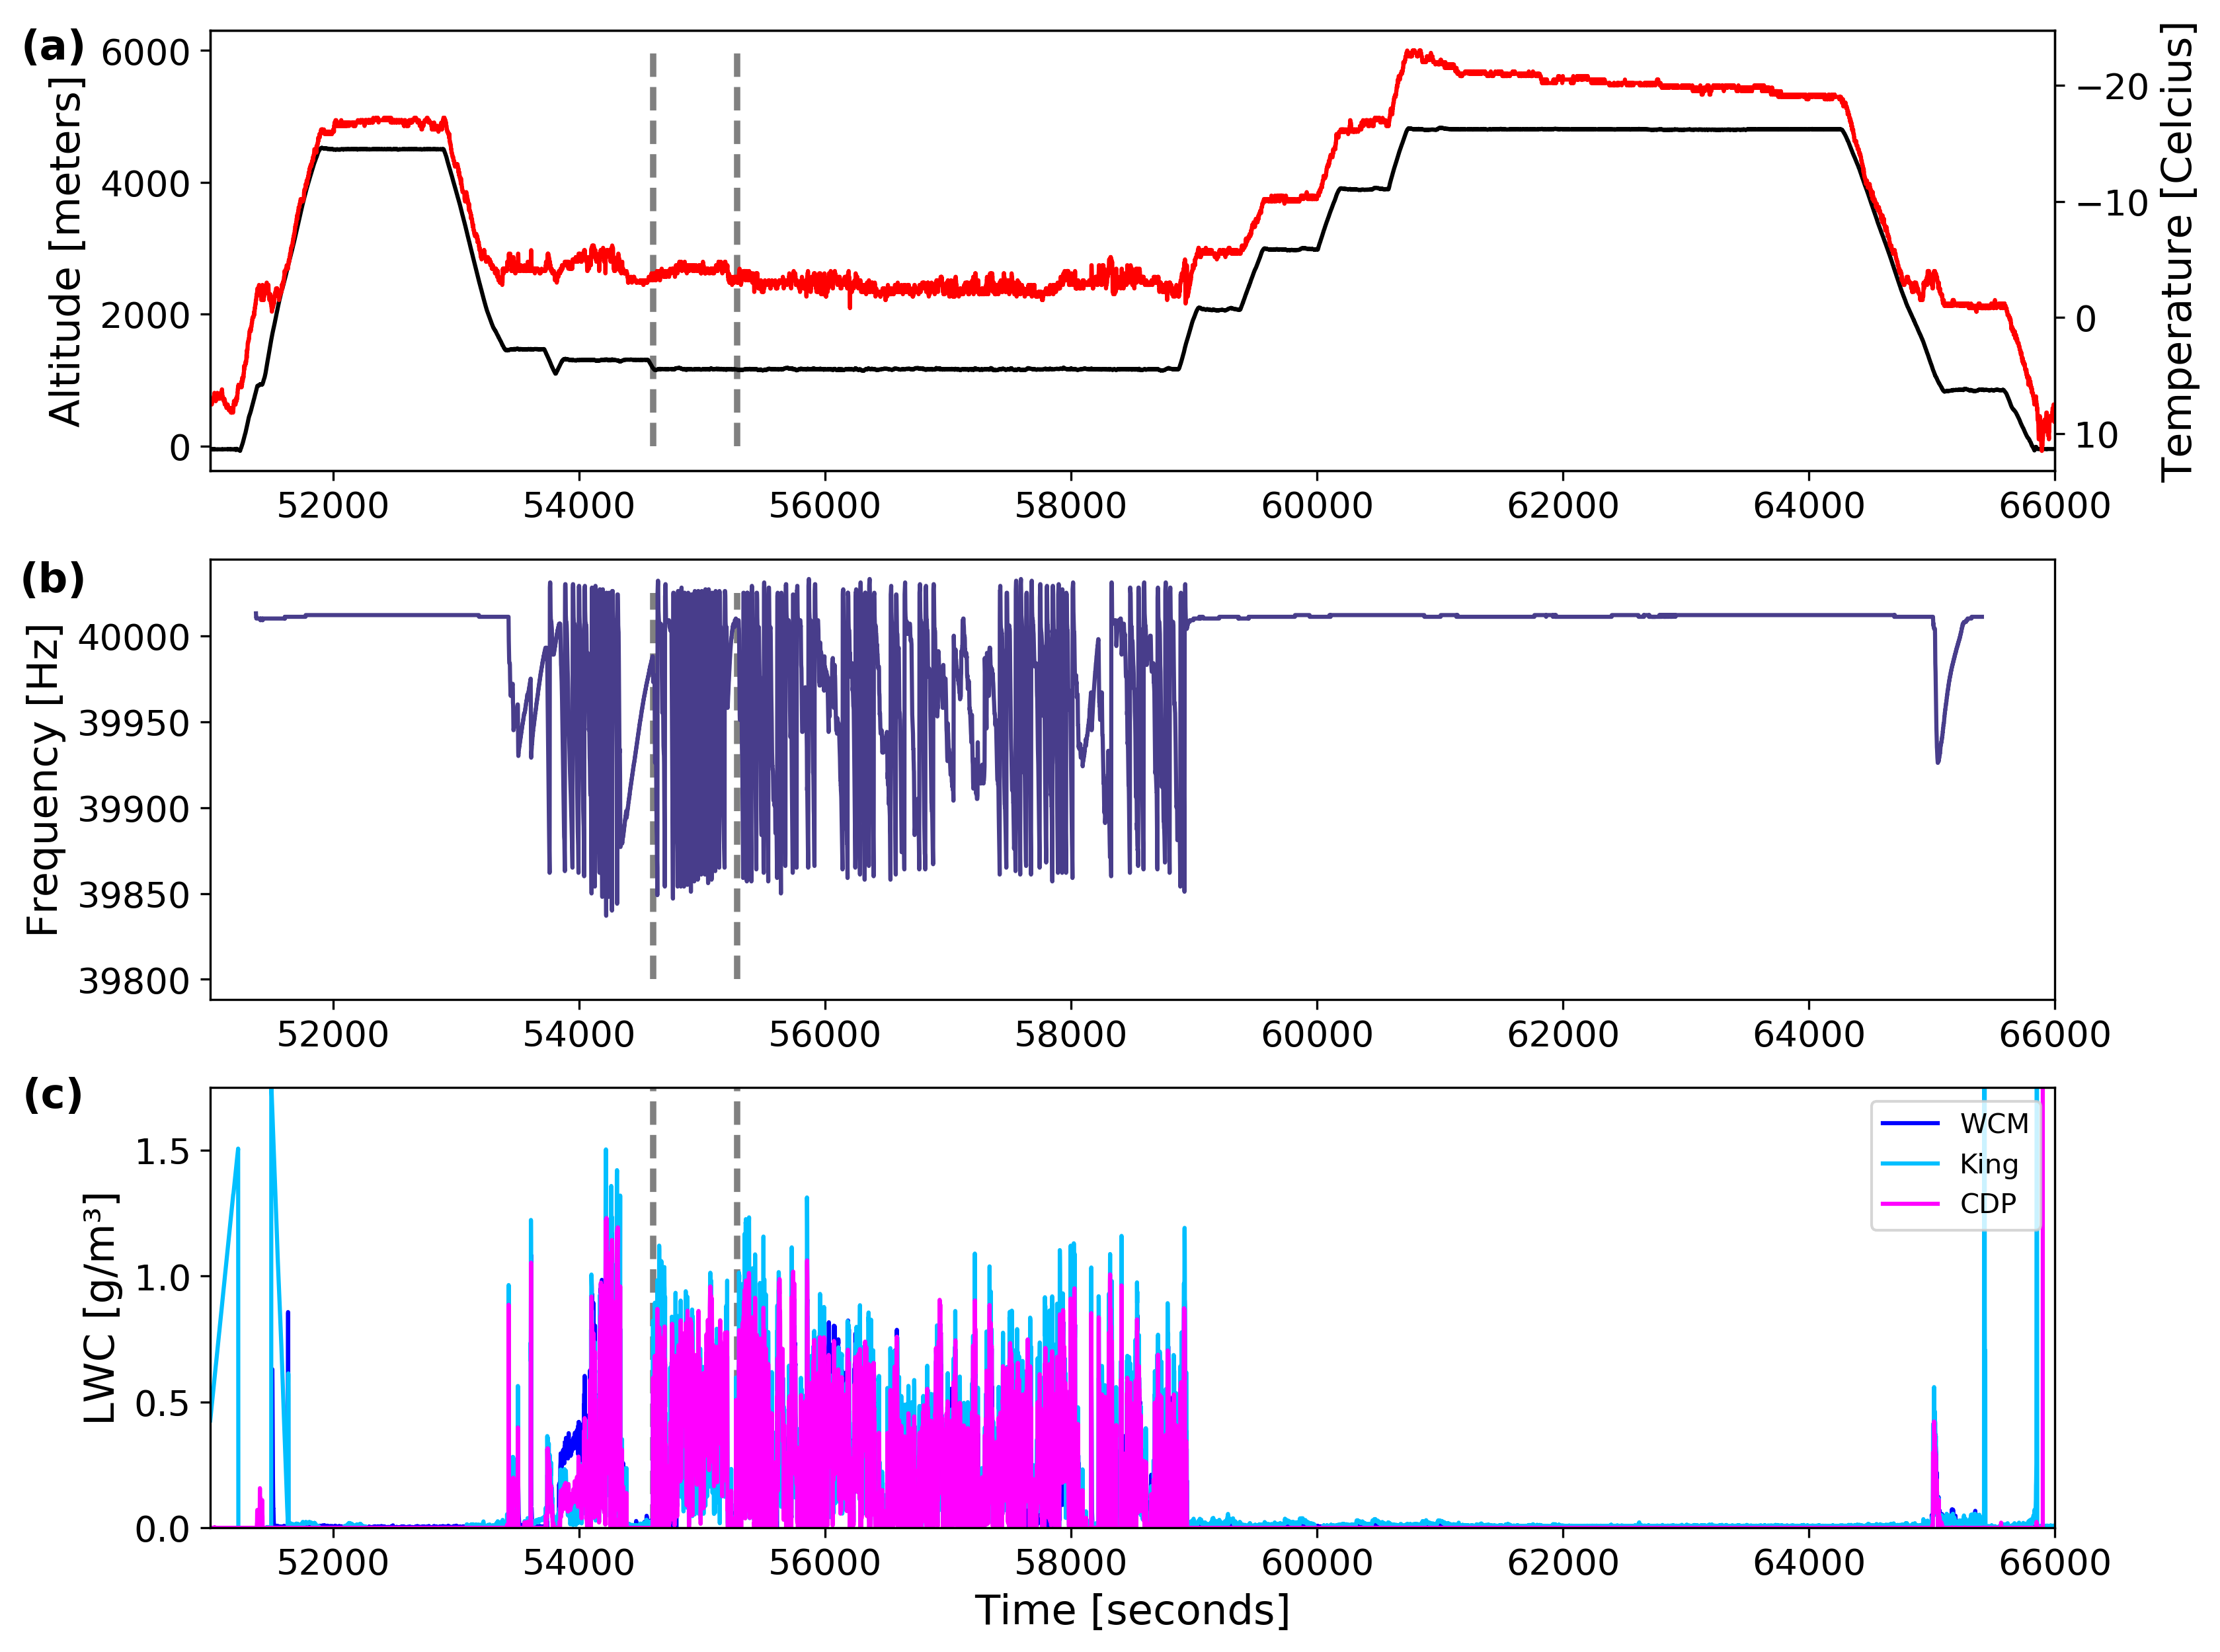 (a)
Altitude [meters]
6000
4000
2000
0
−20
−10
0
10
Temperature [Celcius]
52000 54000 56000 58000 60000 62000 64000 66000
(b)
Frequency [Hz]
40000
39950
39900
39850
39800
52000 54000 56000 58000 60000 62000 64000 66000
(c)
LWC [g/m³]
1.5
1.0
0.5
0.0
WCM
King
CDP
52000 54000 56000 58000 60000 62000 64000 66000
Time [seconds]